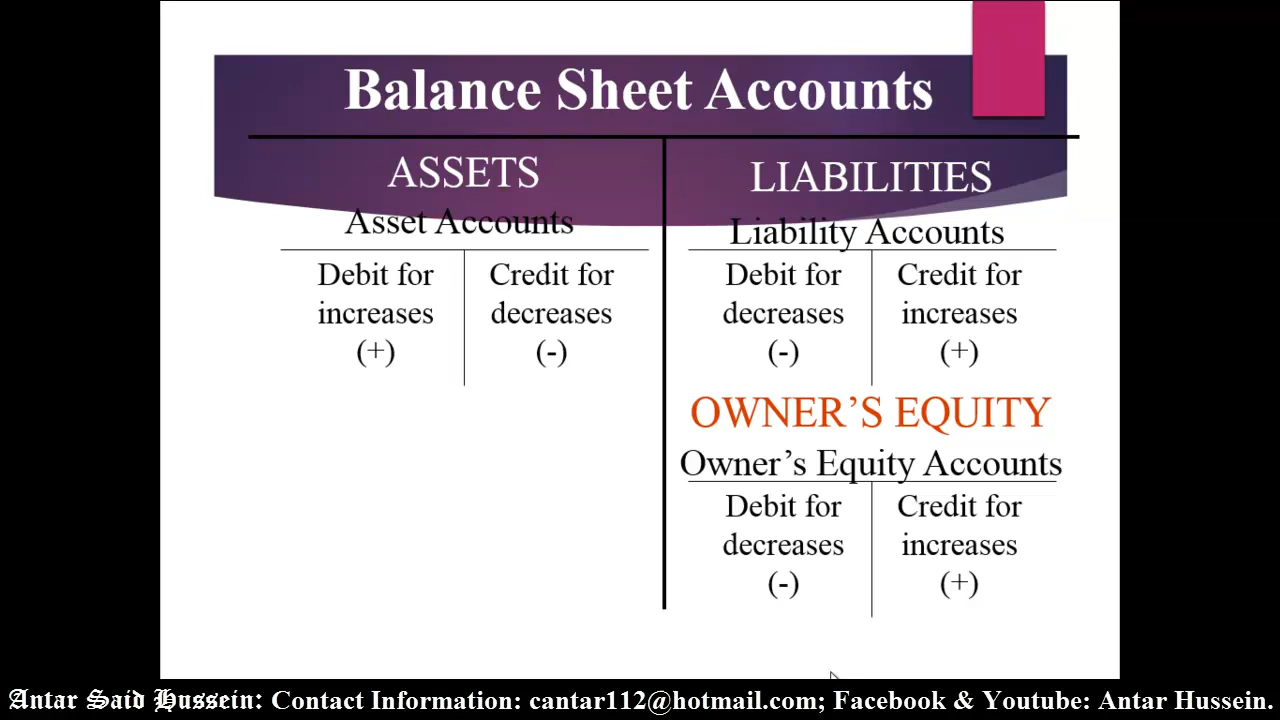 Balance Sheet Accounts
ASSETS
Asset Accounts
Debit for
increases
(+)
Credit for
decreases
(-)
LIABILITIES
Liability Accounts
Debit for
decreases
(-)
Credit for
increases
(+)
OWNER’S EQUITY
Owner’s Equity Accounts
Debit for
decreases
(-)
Credit for
increases
(+)
Antar Said Hussein: Contact Information: cantar112@hotmail.com; Facebook & Youtube: Antar Hussein.